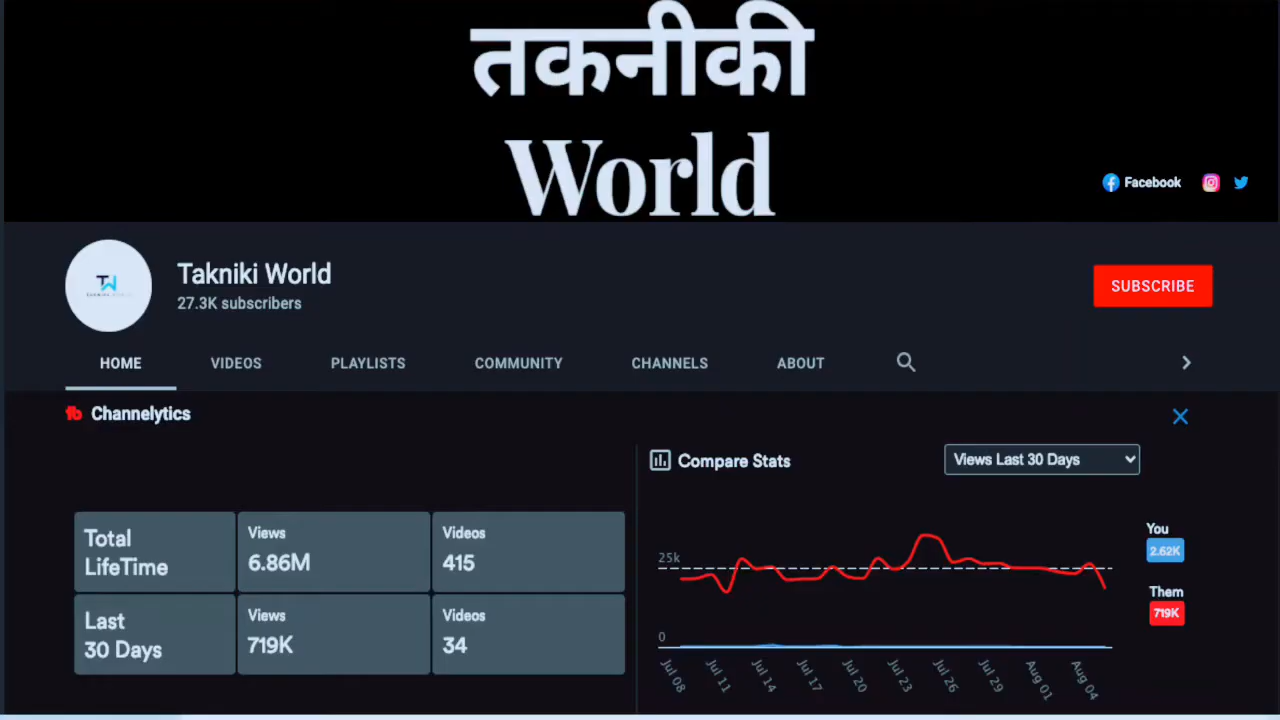 तकनीकी
World
Facebook
TW
Takniki World
27.3K subscribers
SUBSCRIBE
HOME VIDEOS PLAYLISTS COMMUNITY CHANNELS ABOUT
Channelytics
Compare Stats
Views Last 30 Days
Total
LifeTime
Views
6.86M
Videos
415
Last
30 Days
Views
719K
Videos
34
25k
0
Jul 08 Jul 11 Jul 14 Jul 17 Jul 20 Jul 23 Jul 26 Jul 29 Aug 01 Aug 04
You
2.62K
Them
719K